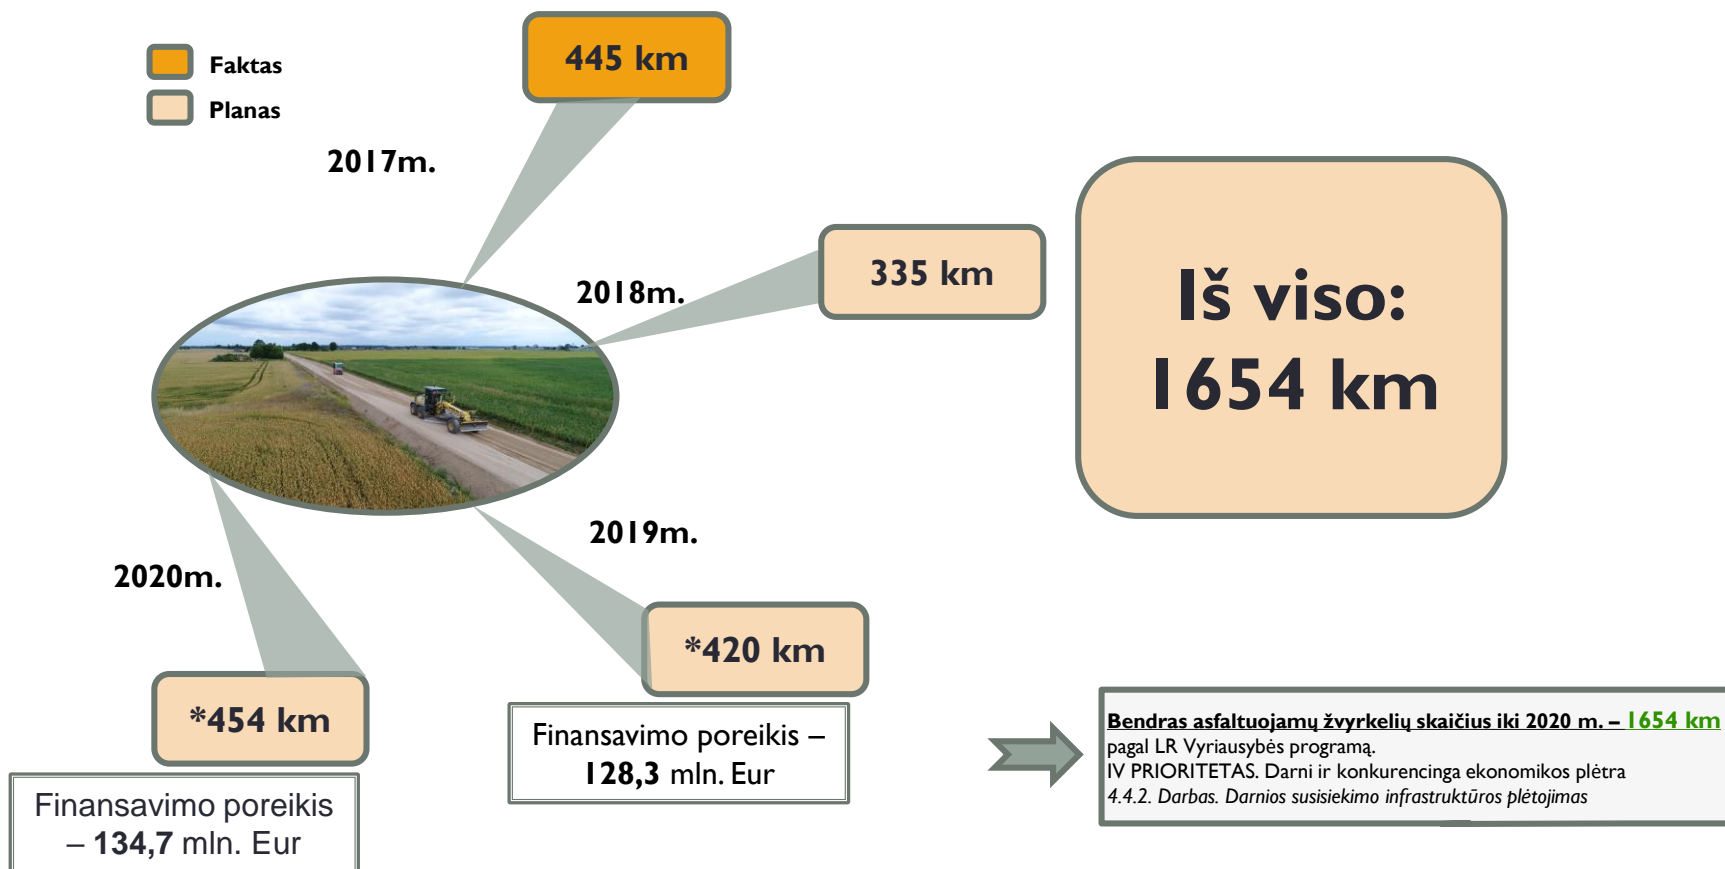 Faktas
Planas
445 km
2017m.
335 km
2018m.
Iš viso:
1654 km
2019m.
2020m.
*420 km
*454 km
Finansavimo poreikis –
128,3 mln. Eur
Finansavimo poreikis
– 134,7 mln. Eur
Bendras asfaltuojamų žvyrkelių skaičius iki 2020 m. – 1654 km
pagal LR Vyriausybės programą.
IV PRIORITETAS. Darni ir konkurencinga ekonomikos plėtra
4.4.2. Darbas. Darnios susisiekimo infrastruktūros plėtojimas